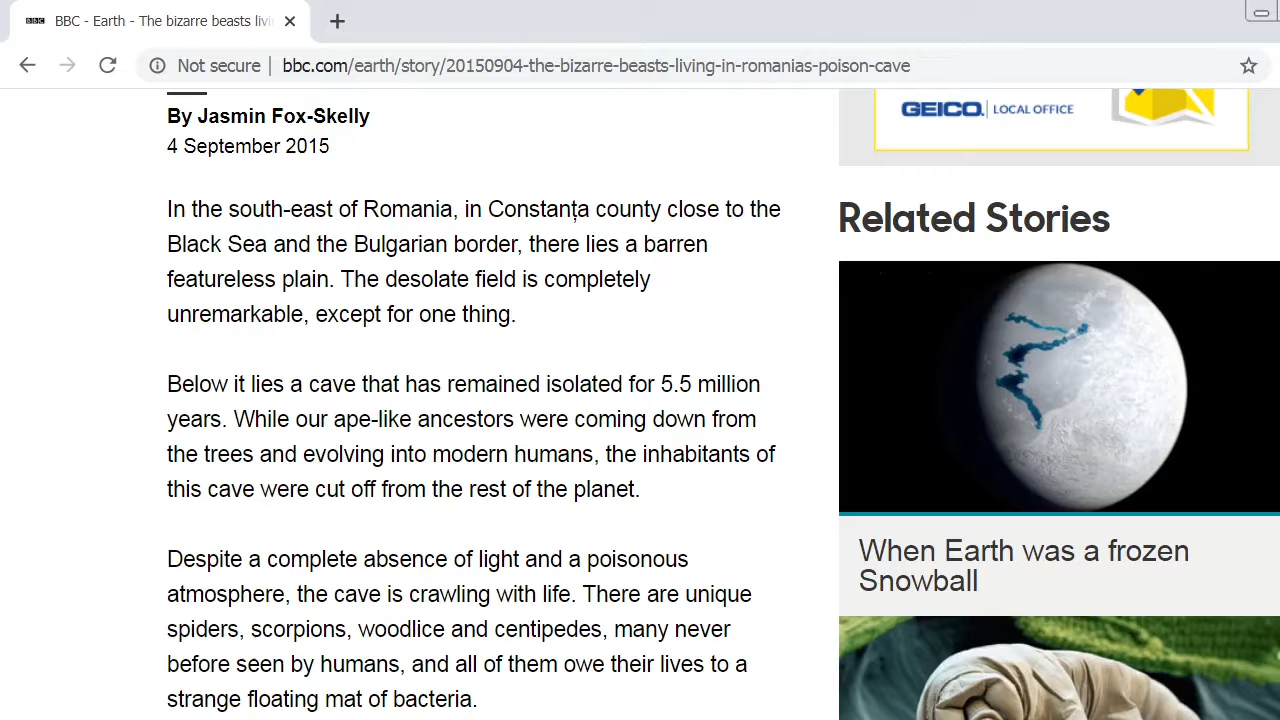 BBC BBC - Earth - The bizarre beasts livi
Not secure | bbc.com/earth/story/20150904-the-bizarre-beasts-living-in-romanias-poison-cave
By Jasmin Fox-Skelly
4 September 2015
In the south-east of Romania, in Constanța county close to the
Black Sea and the Bulgarian border, there lies a barren
featureless plain. The desolate field is completely
unremarkable, except for one thing.
Below it lies a cave that has remained isolated for 5.5 million
years. While our ape-like ancestors were coming down from
the trees and evolving into modern humans, the inhabitants of
this cave were cut off from the rest of the planet.
Despite a complete absence of light and a poisonous
atmosphere, the cave is crawling with life. There are unique
spiders, scorpions, woodlice and centipedes, many never
before seen by humans, and all of them owe their lives to a
strange floating mat of bacteria.
GEICO. | LOCAL OFFICE
Related Stories
When Earth was a frozen
Snowball